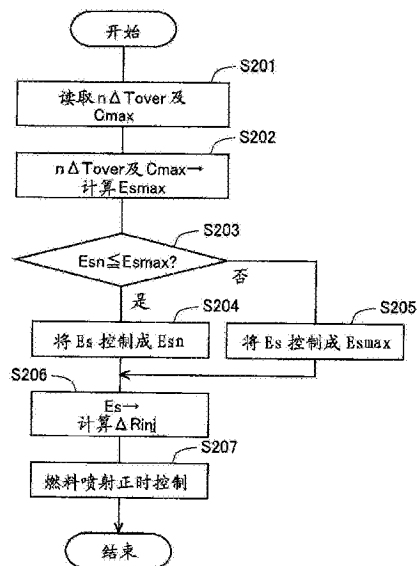 开始
S201
读取nΔTover及
Cmax
S202
nΔTover及Cmax→
计算Esmax
S203
Esn≦Esmax?
否
是
S204
S205
将Es控制成Esn
将Es控制成Esmax
S206
Es→
计算ΔRinj
S207
燃料喷射正时控制
结束